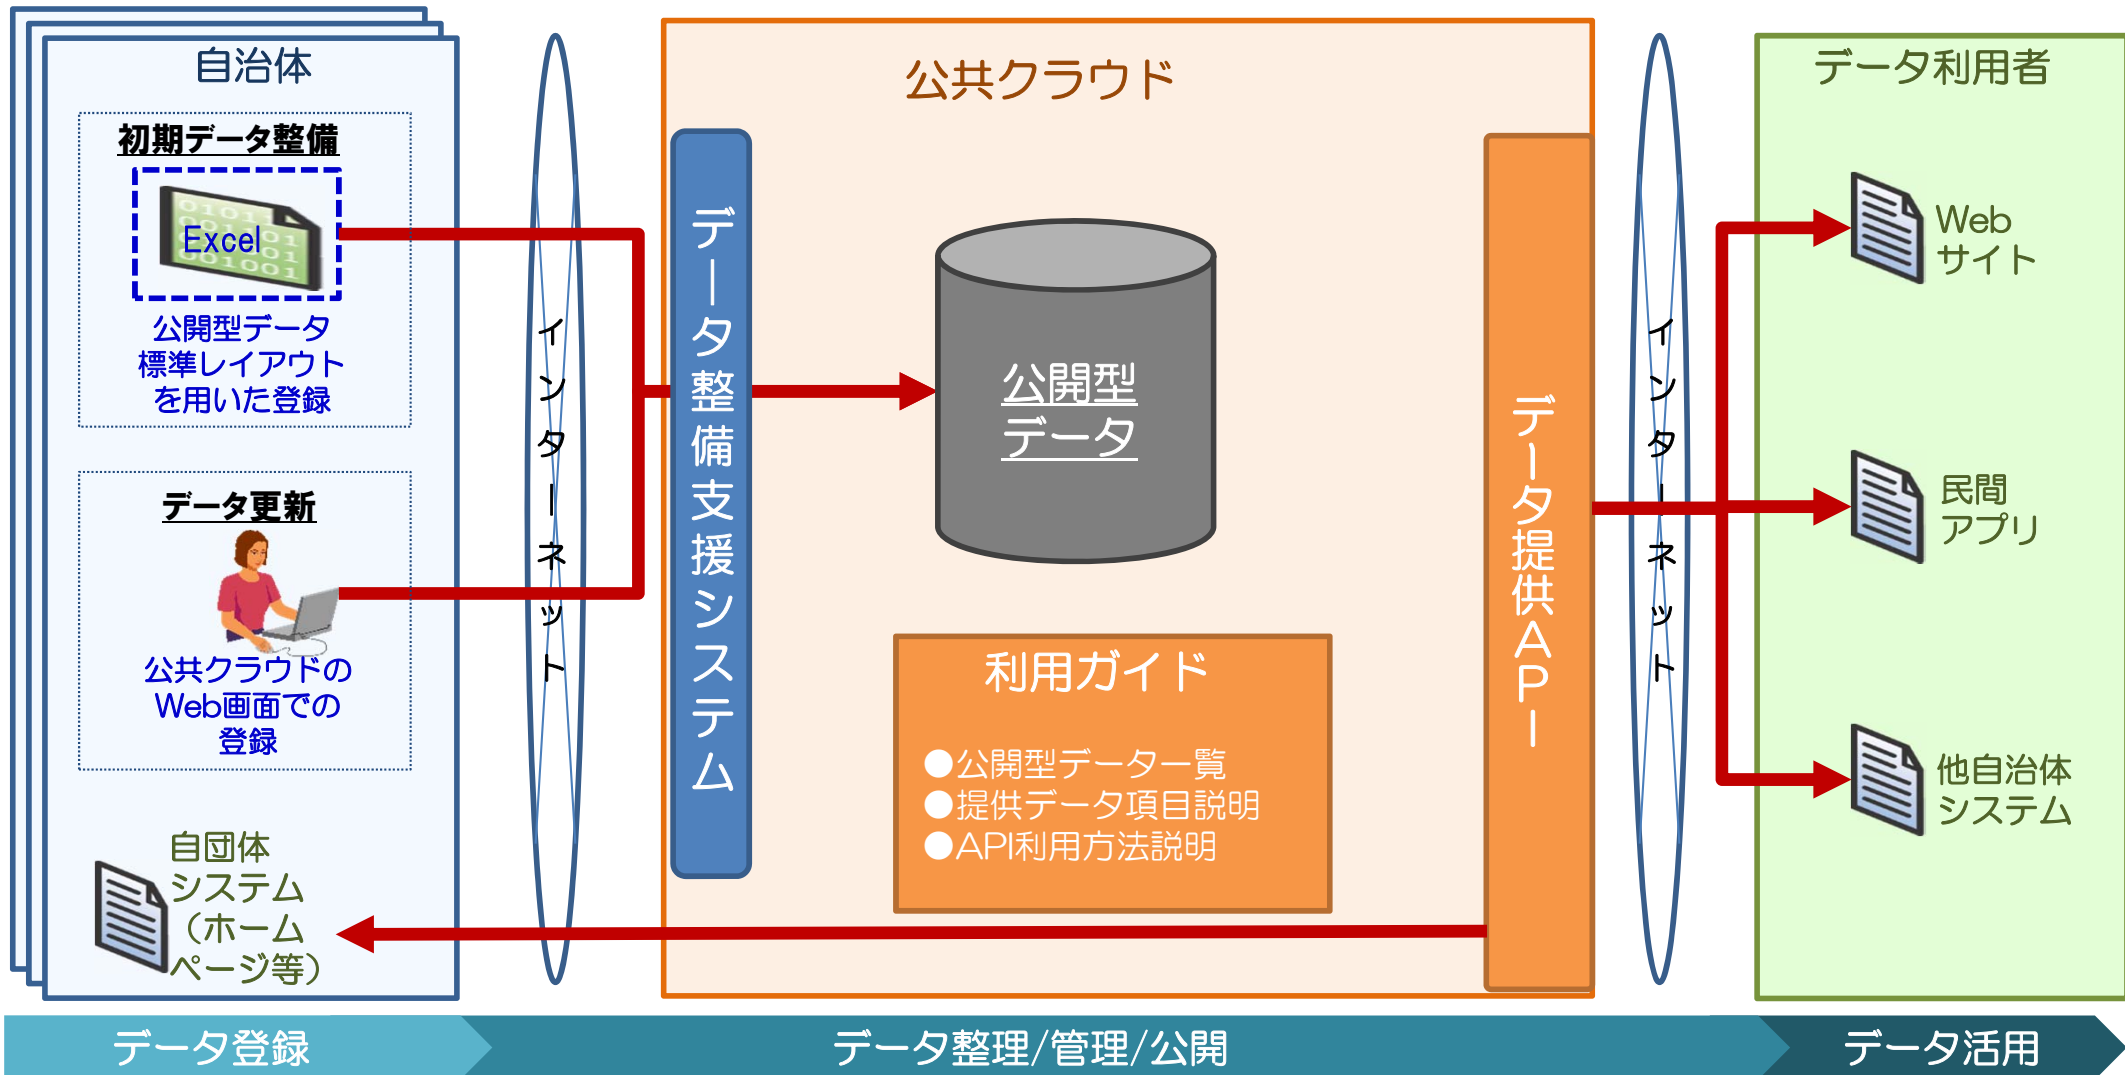 自治体
初期データ整備
Excel
公開型データ
標準レイアウト
を用いた登録
データ更新
公共クラウドの
Web画面での
登録
自団体
システム
（ホーム
ページ等）
インターネット
公共クラウド
データ整備支援システム
公開型
データ
利用ガイド
●公開型データ一覧
●提供データ項目説明
●API利用方法説明
データ提供API
インターネット
データ利用者
Web
サイト
民間
アプリ
他自治体
システム
データ登録
データ整理/管理/公開
データ活用